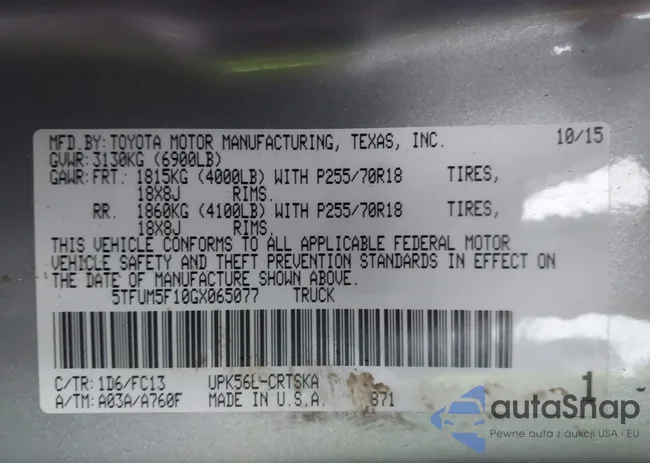 MFD.BY:TOYOTA MOTOR MANUFACTURING, TEXAS, INC. 10/15
GVWR:3130KG (6900LB)
GAWR:FRT. 1815KG (4000LB) WITH P255/70R18 TIRES,
18X8J RIMS.
RR. 1860KG (4100LB) WITH P255/70R18 TIRES,
18X8J RIMS.
THIS VEHICLE CONFORMS TO ALL APPLICABLE FEDERAL MOTOR
VEHICLE SAFETY AND THEFT PREVENTION STANDARDS IN EFFECT ON
THE DATE OF MANUFACTURE SHOWN ABOVE.
5TFUM5F10GX065077 TRUCK
C/TR:1D6/FC13 UPK56L-CRTSKA 1
A/TM:A03A/A760F MADE IN U.S.A. 871
autoSnap
Pewne auta z aukcji USA i EU